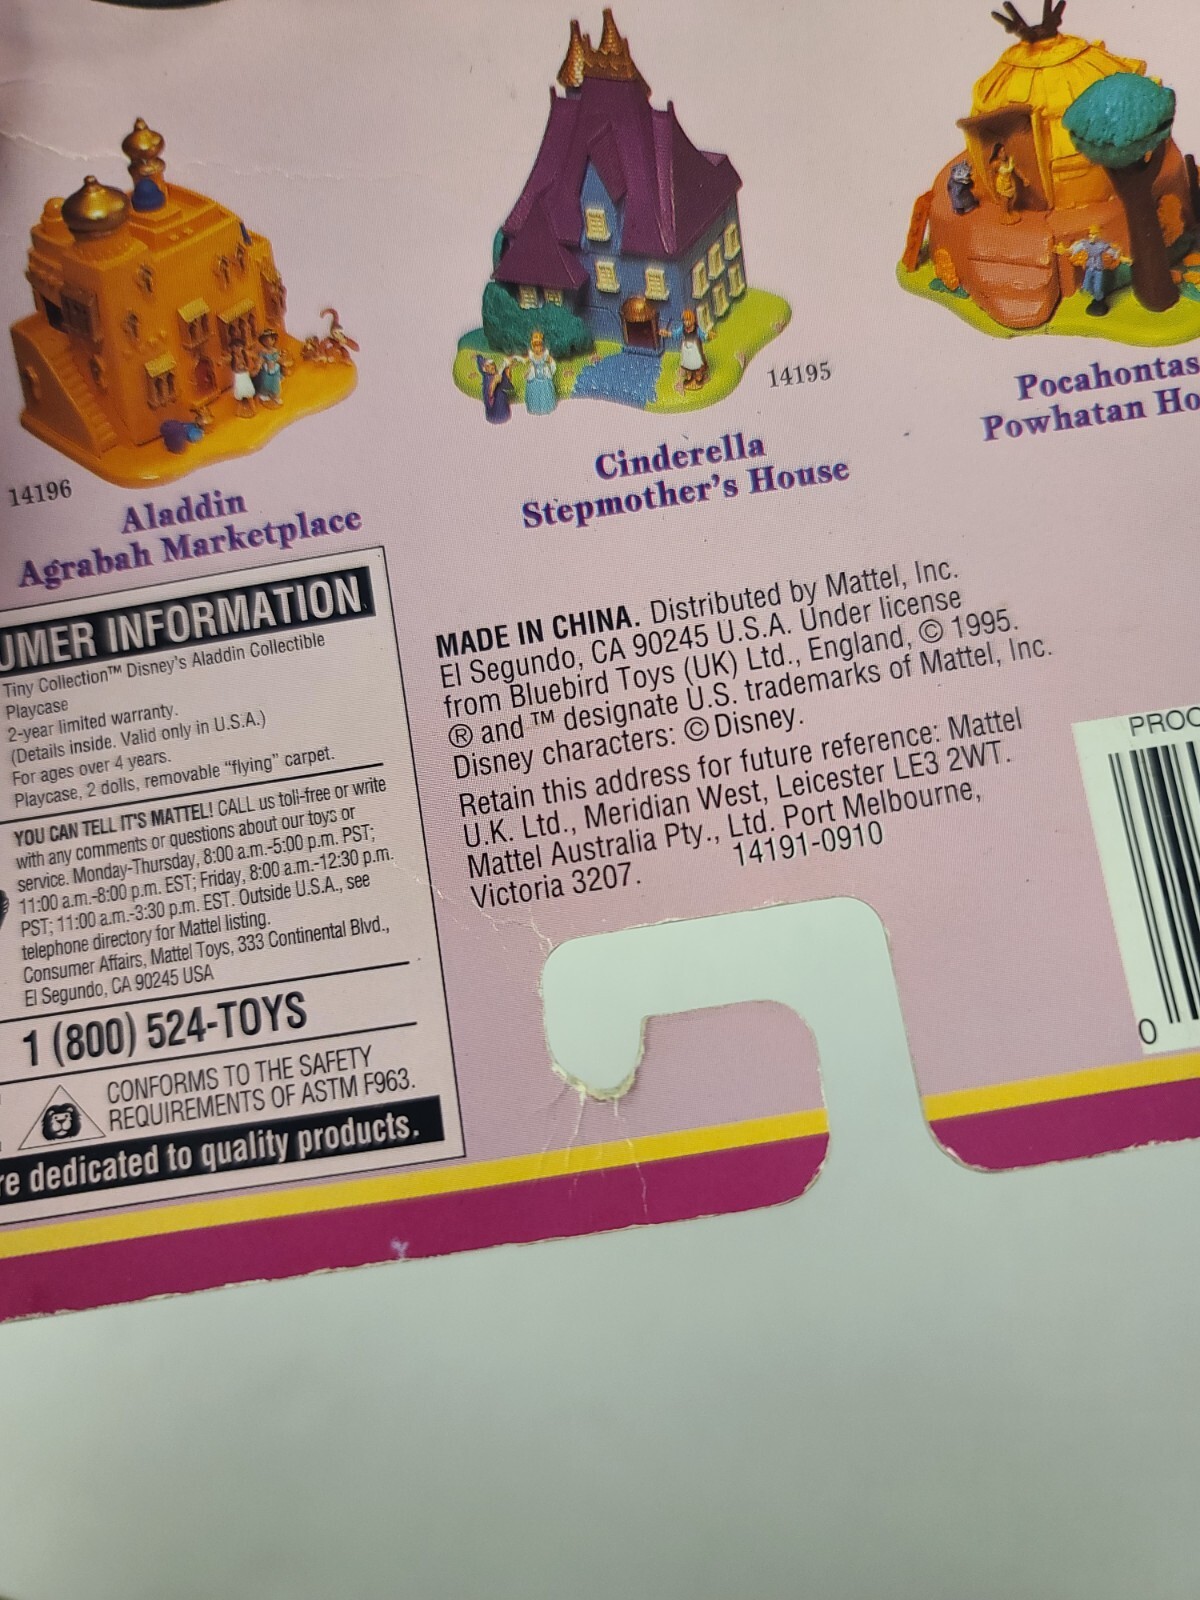 14196
Aladdin
Agrabah Marketplace
14195
Cinderella
Stepmother's House
Pocahontas
Powhatan Ho
UMER INFORMATION
Tiny Collection™ Disney's Aladdin Collectible
Playcase
2-year limited warranty.
(Details inside. Valid only in U.S.A.)
For ages over 4 years.
Playcase, 2 dolls, removable "flying" carpet.
YOU CAN TELL IT'S MATTEL! CALL us toll-free or write
with any comments or questions about our toys or
service. Monday-Thursday, 8:00 a.m.-5:00 p.m. PST;
11:00 a.m.-8:00 p.m. EST; Friday, 8:00 a.m.-12:30 p.m.
PST; 11:00 a.m.-3:30 p.m. EST. Outside U.S.A., see
telephone directory for Mattel listing.
Consumer Affairs, Mattel Toys, 333 Continental Blvd.,
El Segundo, CA 90245 USA
1 (800) 524-TOYS
CONFORMS TO THE SAFETY
REQUIREMENTS OF ASTM F963.
re dedicated to quality products.
MADE IN CHINA. Distributed by Mattel, Inc.
El Segundo, CA 90245 U.S.A. Under license
from Bluebird Toys (UK) Ltd., England, © 1995.
® and ™ designate U.S. trademarks of Mattel, Inc.
Disney characters: © Disney.
Retain this address for future reference: Mattel
U.K. Ltd., Meridian West, Leicester LE3 2WT.
Mattel Australia Pty., Ltd. Port Melbourne,
Victoria 3207.
14191-0910
PROO
0